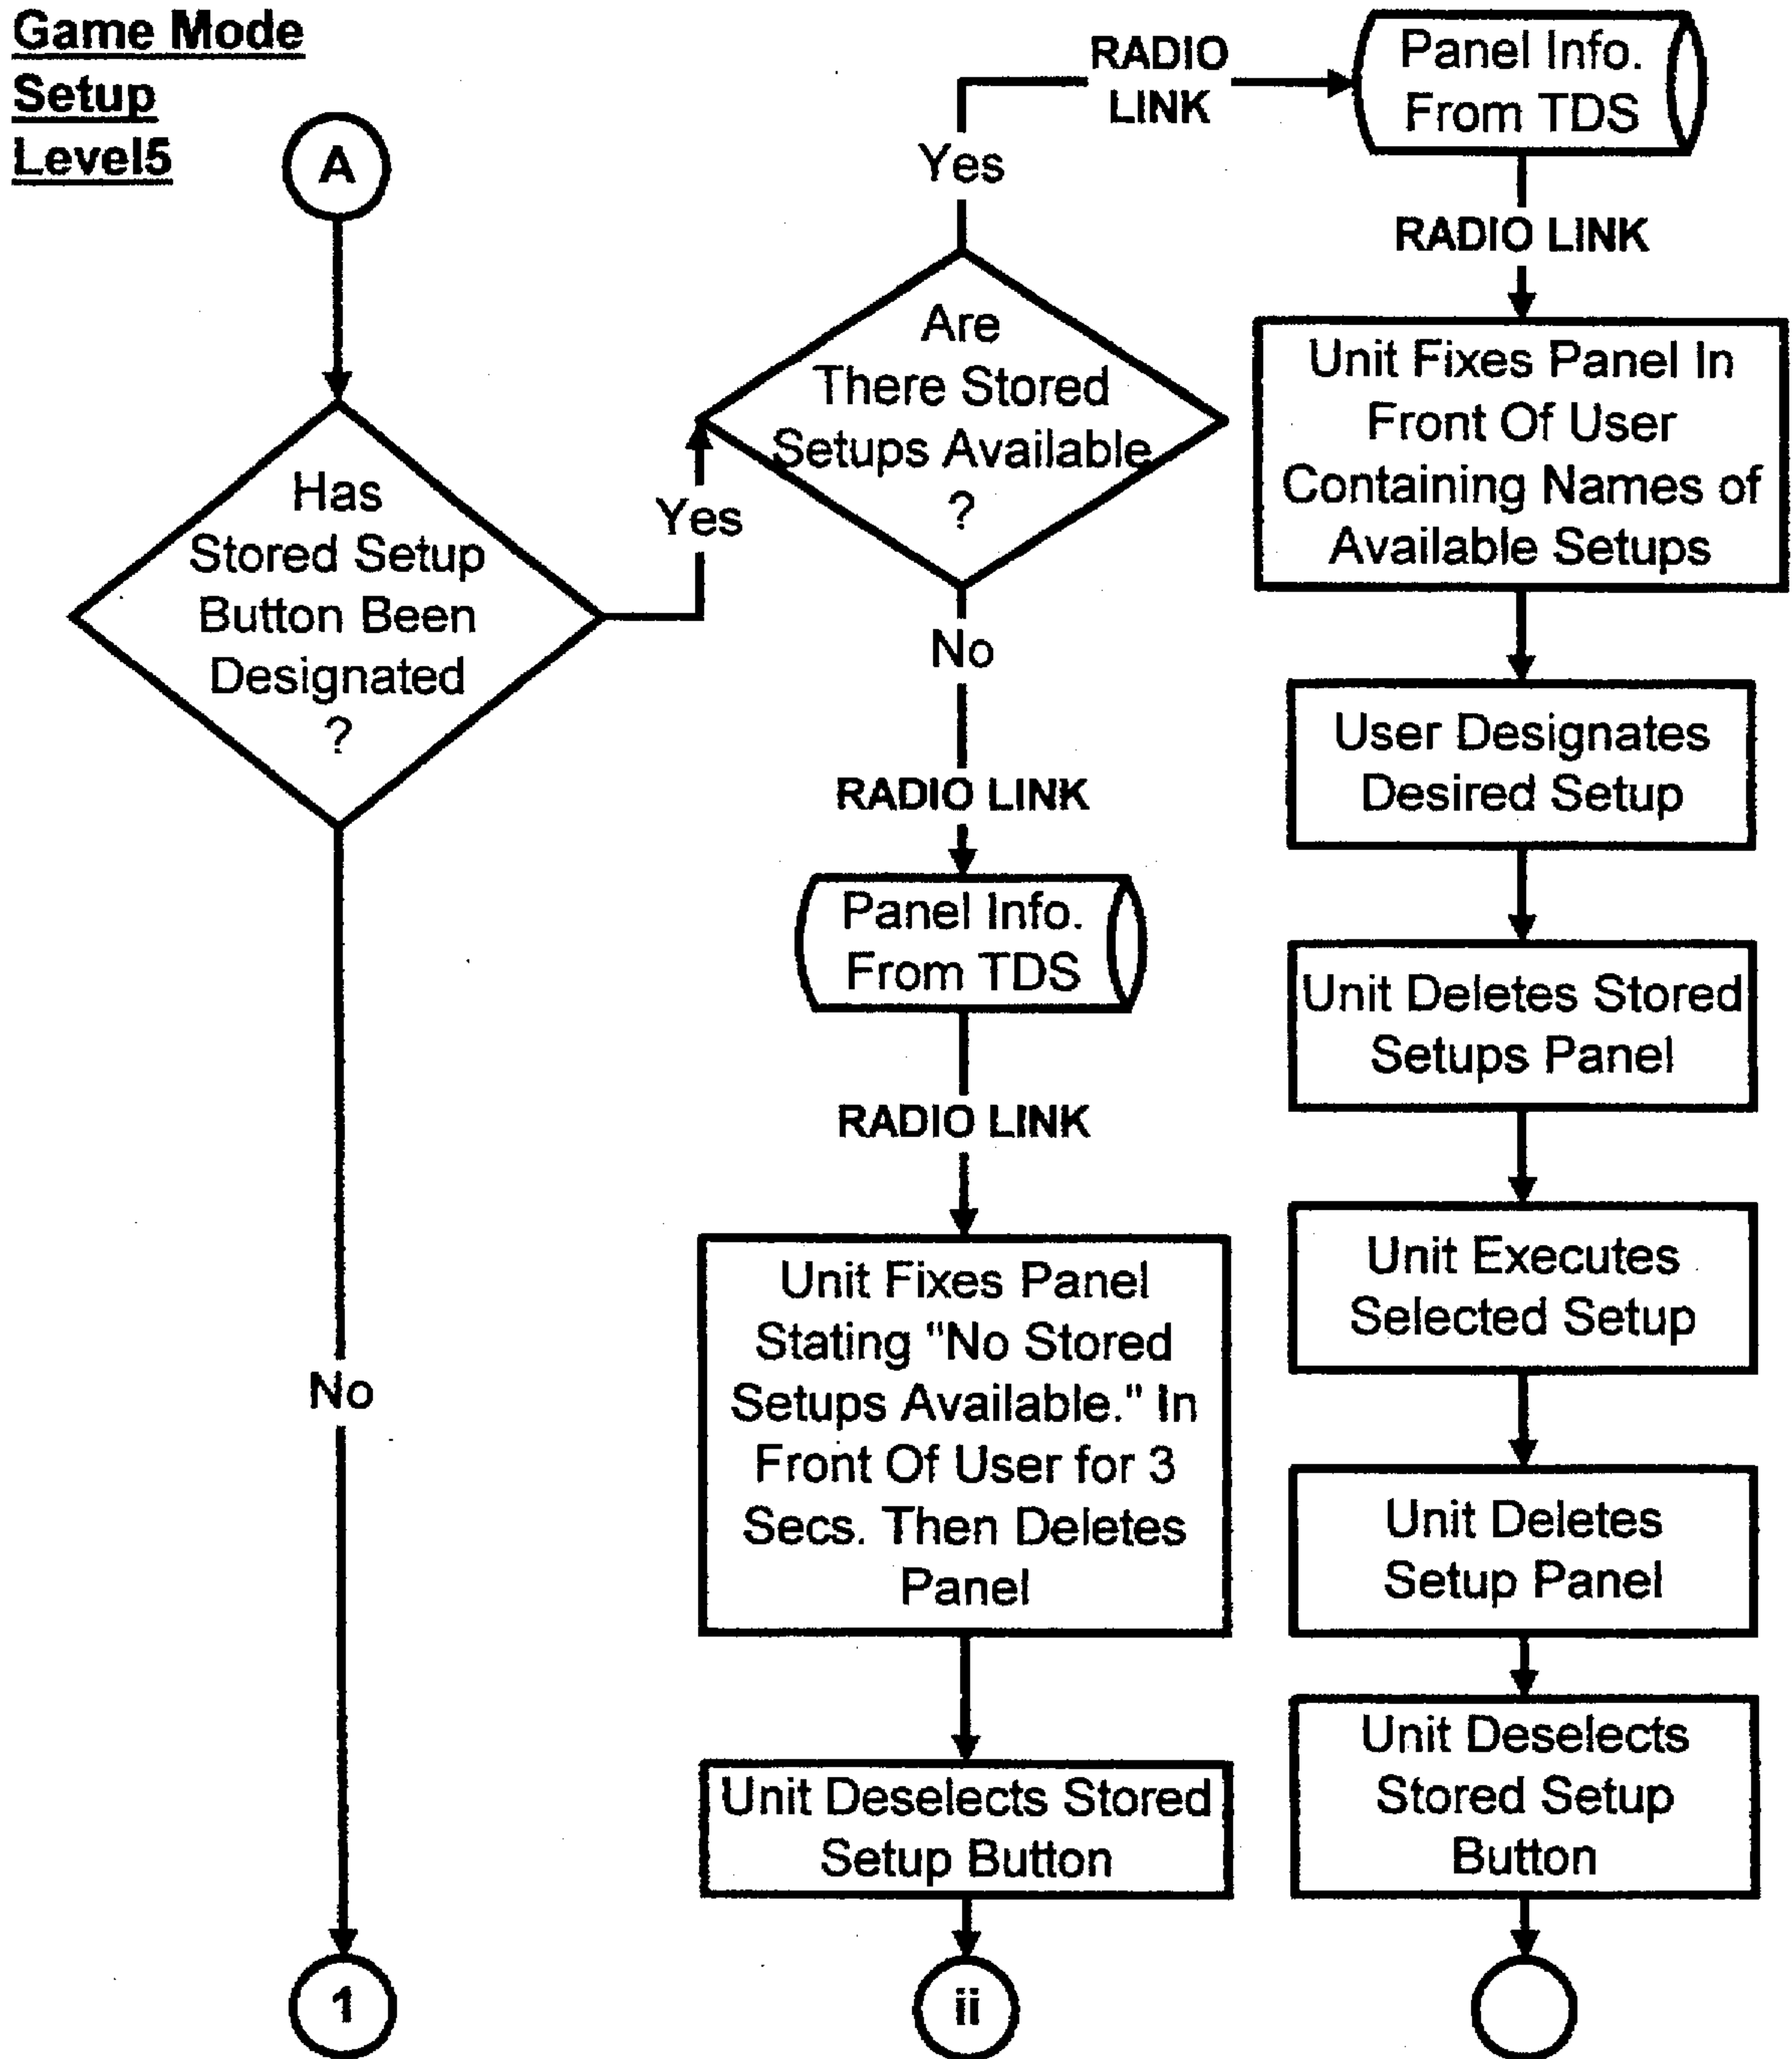 Game Mode
Setup
Level5
A
Has
Stored Setup
Button Been
Designated
?
Yes
No
1
Are
There Stored
Setups Available
?
Yes
RADIO
LINK
No
RADIO LINK
Panel Info.
From TDS
RADIO LINK
Unit Fixes Panel
Stating "No Stored
Setups Available." In
Front Of User for 3
Secs. Then Deletes
Panel
Unit Deselects Stored
Setup Button
ii
Panel Info.
From TDS
RADIO LINK
Unit Fixes Panel In
Front Of User
Containing Names of
Available Setups
User Designates
Desired Setup
Unit Deletes Stored
Setups Panel
Unit Executes
Selected Setup
Unit Deletes
Setup Panel
Unit Deselects
Stored Setup
Button